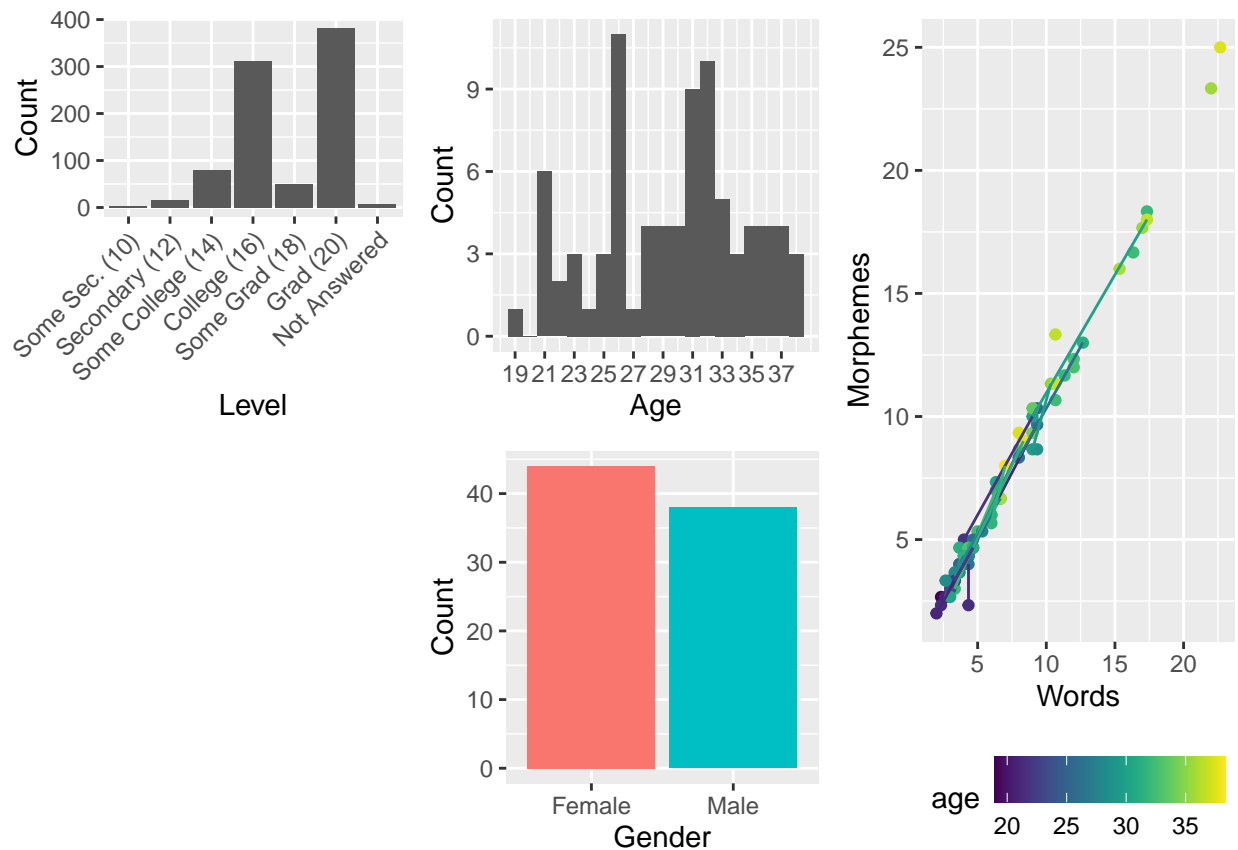 Count
400
300
200
100
0
Some Sec. (10)
Secondary (12)
Some College (14)
College (16)
Some Grad (18)
Grad (20)
Not Answered
Level
Count
9
6
3
0
19 21 23 25 27 29 31 33 35 37
Age
Count
40
30
20
10
0
Female Male
Gender
Morphemes
25
20
15
10
5
5 10 15 20
Words
age
20 25 30 35